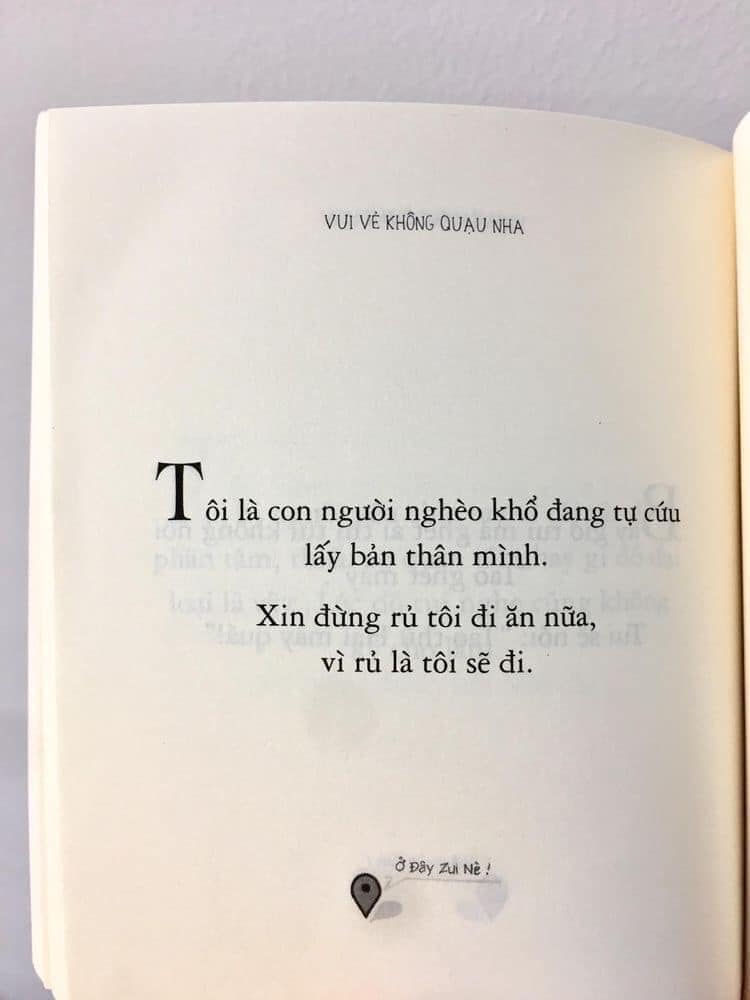 VUI VẺ KHÔNG QUẠU NHA
Tôi là con người nghèo khổ đang tự cứu
lấy bản thân mình.
Xin đừng rủ tôi đi ăn nữa,
vì rủ là tôi sẽ đi.
Ở Đây Zui Nè!